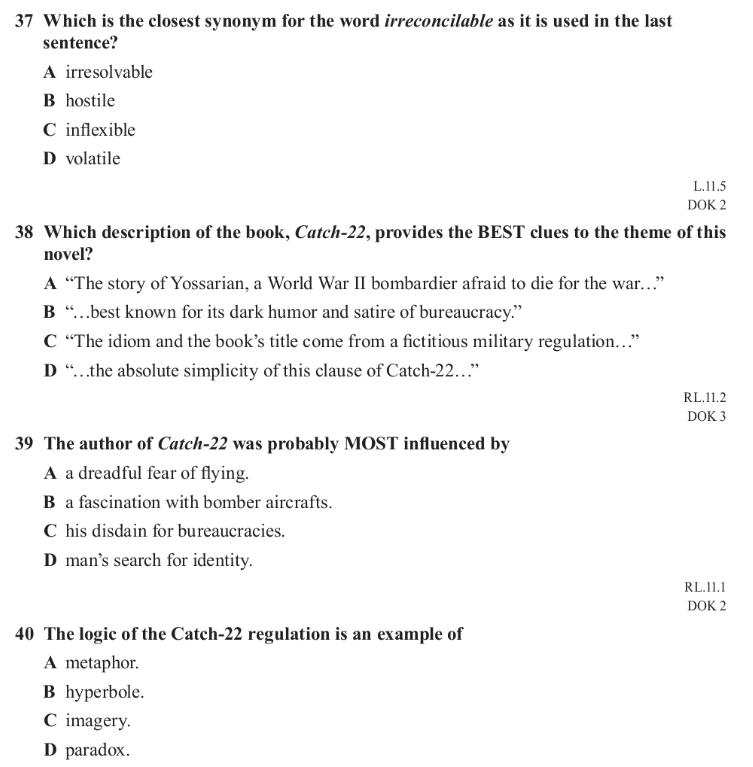 37 Which is the closest synonym for the word irreconcilable as it is used in the last
sentence?
A irresolvable
B hostile
C inflexible
D volatile
L.11.5
DOK 2
38 Which description of the book, Catch-22, provides the BEST clues to the theme of this
novel?
A “The story of Yossarian, a World War II bombardier afraid to die for the war…”
B “…best known for its dark humor and satire of bureaucracy.”
C “The idiom and the book’s title come from a fictitious military regulation…”
D “…the absolute simplicity of this clause of Catch-22…”
RL.11.2
DOK 3
39 The author of Catch-22 was probably MOST influenced by
A a dreadful fear of flying.
B a fascination with bomber aircrafts.
C his disdain for bureaucracies.
D man’s search for identity.
RL.11.1
DOK 2
40 The logic of the Catch-22 regulation is an example of
A metaphor.
B hyperbole.
C imagery.
D paradox.